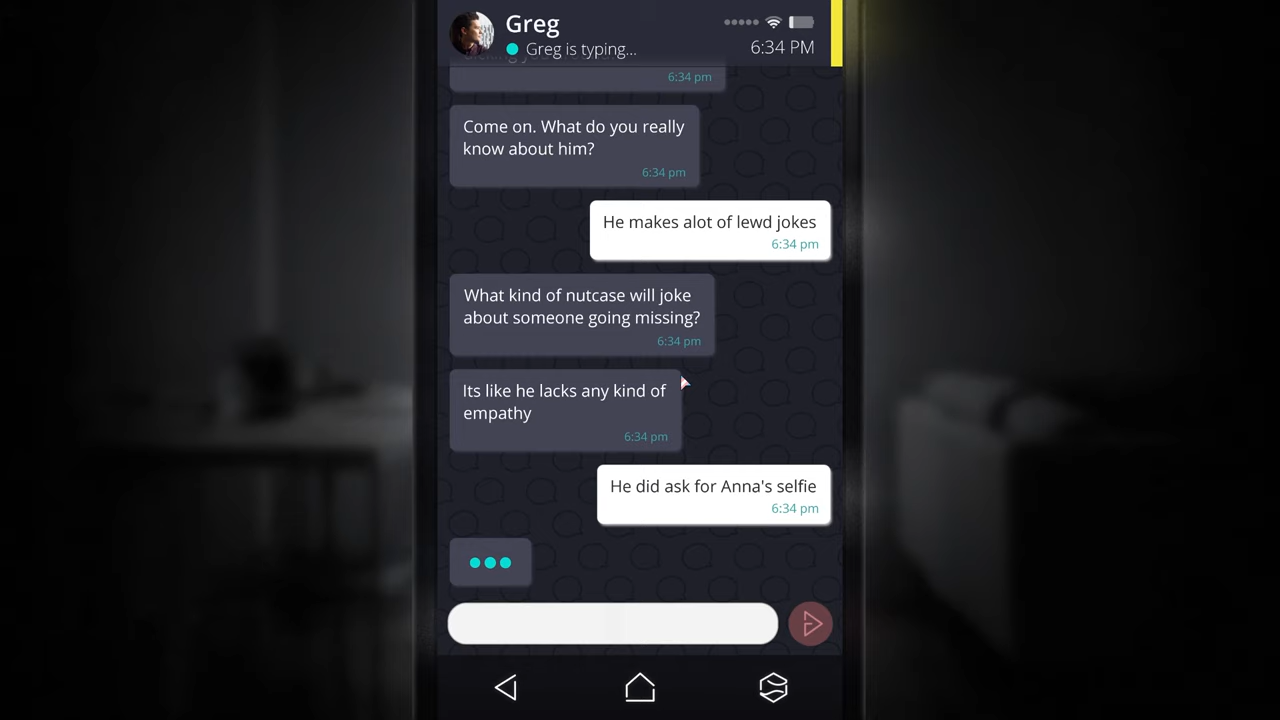 Greg
Greg is typing...
6:34 PM
6:34 pm
Come on. What do you really
know about him?
6:34 pm
He makes alot of lewd jokes
6:34 pm
What kind of nutcase will joke
about someone going missing?
6:34 pm
Its like he lacks any kind of
empathy
6:34 pm
He did ask for Anna's selfie
6:34 pm